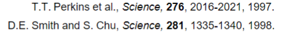 T.T. Perkins et al., Science, 276, 2016-2021, 1997.
D.E. Smith and S. Chu, Science, 281, 1335-1340, 1998.